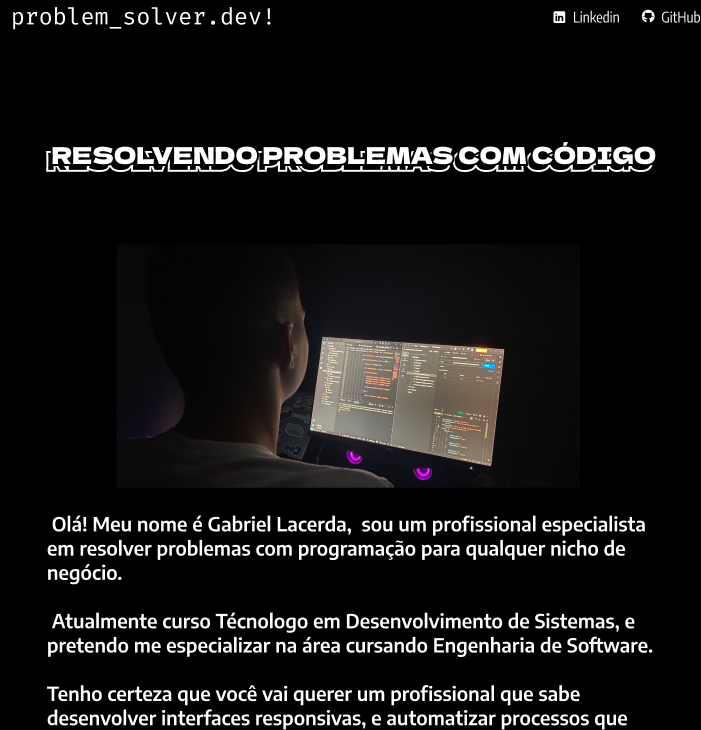 problem_solver.dev!
Linkedin
GitHub
RESOLVENDO PROBLEMAS COM CÓDIGO
Olá! Meu nome é Gabriel Lacerda, sou um profissional especialista
em resolver problemas com programação para qualquer nicho de
negócio.
Atualmente curso Técnologo em Desenvolvimento de Sistemas, e
pretendo me especializar na área cursando Engenharia de Software.
Tenho certeza que você vai querer um profissional que sabe
desenvolver interfaces responsivas, e automatizar processos que